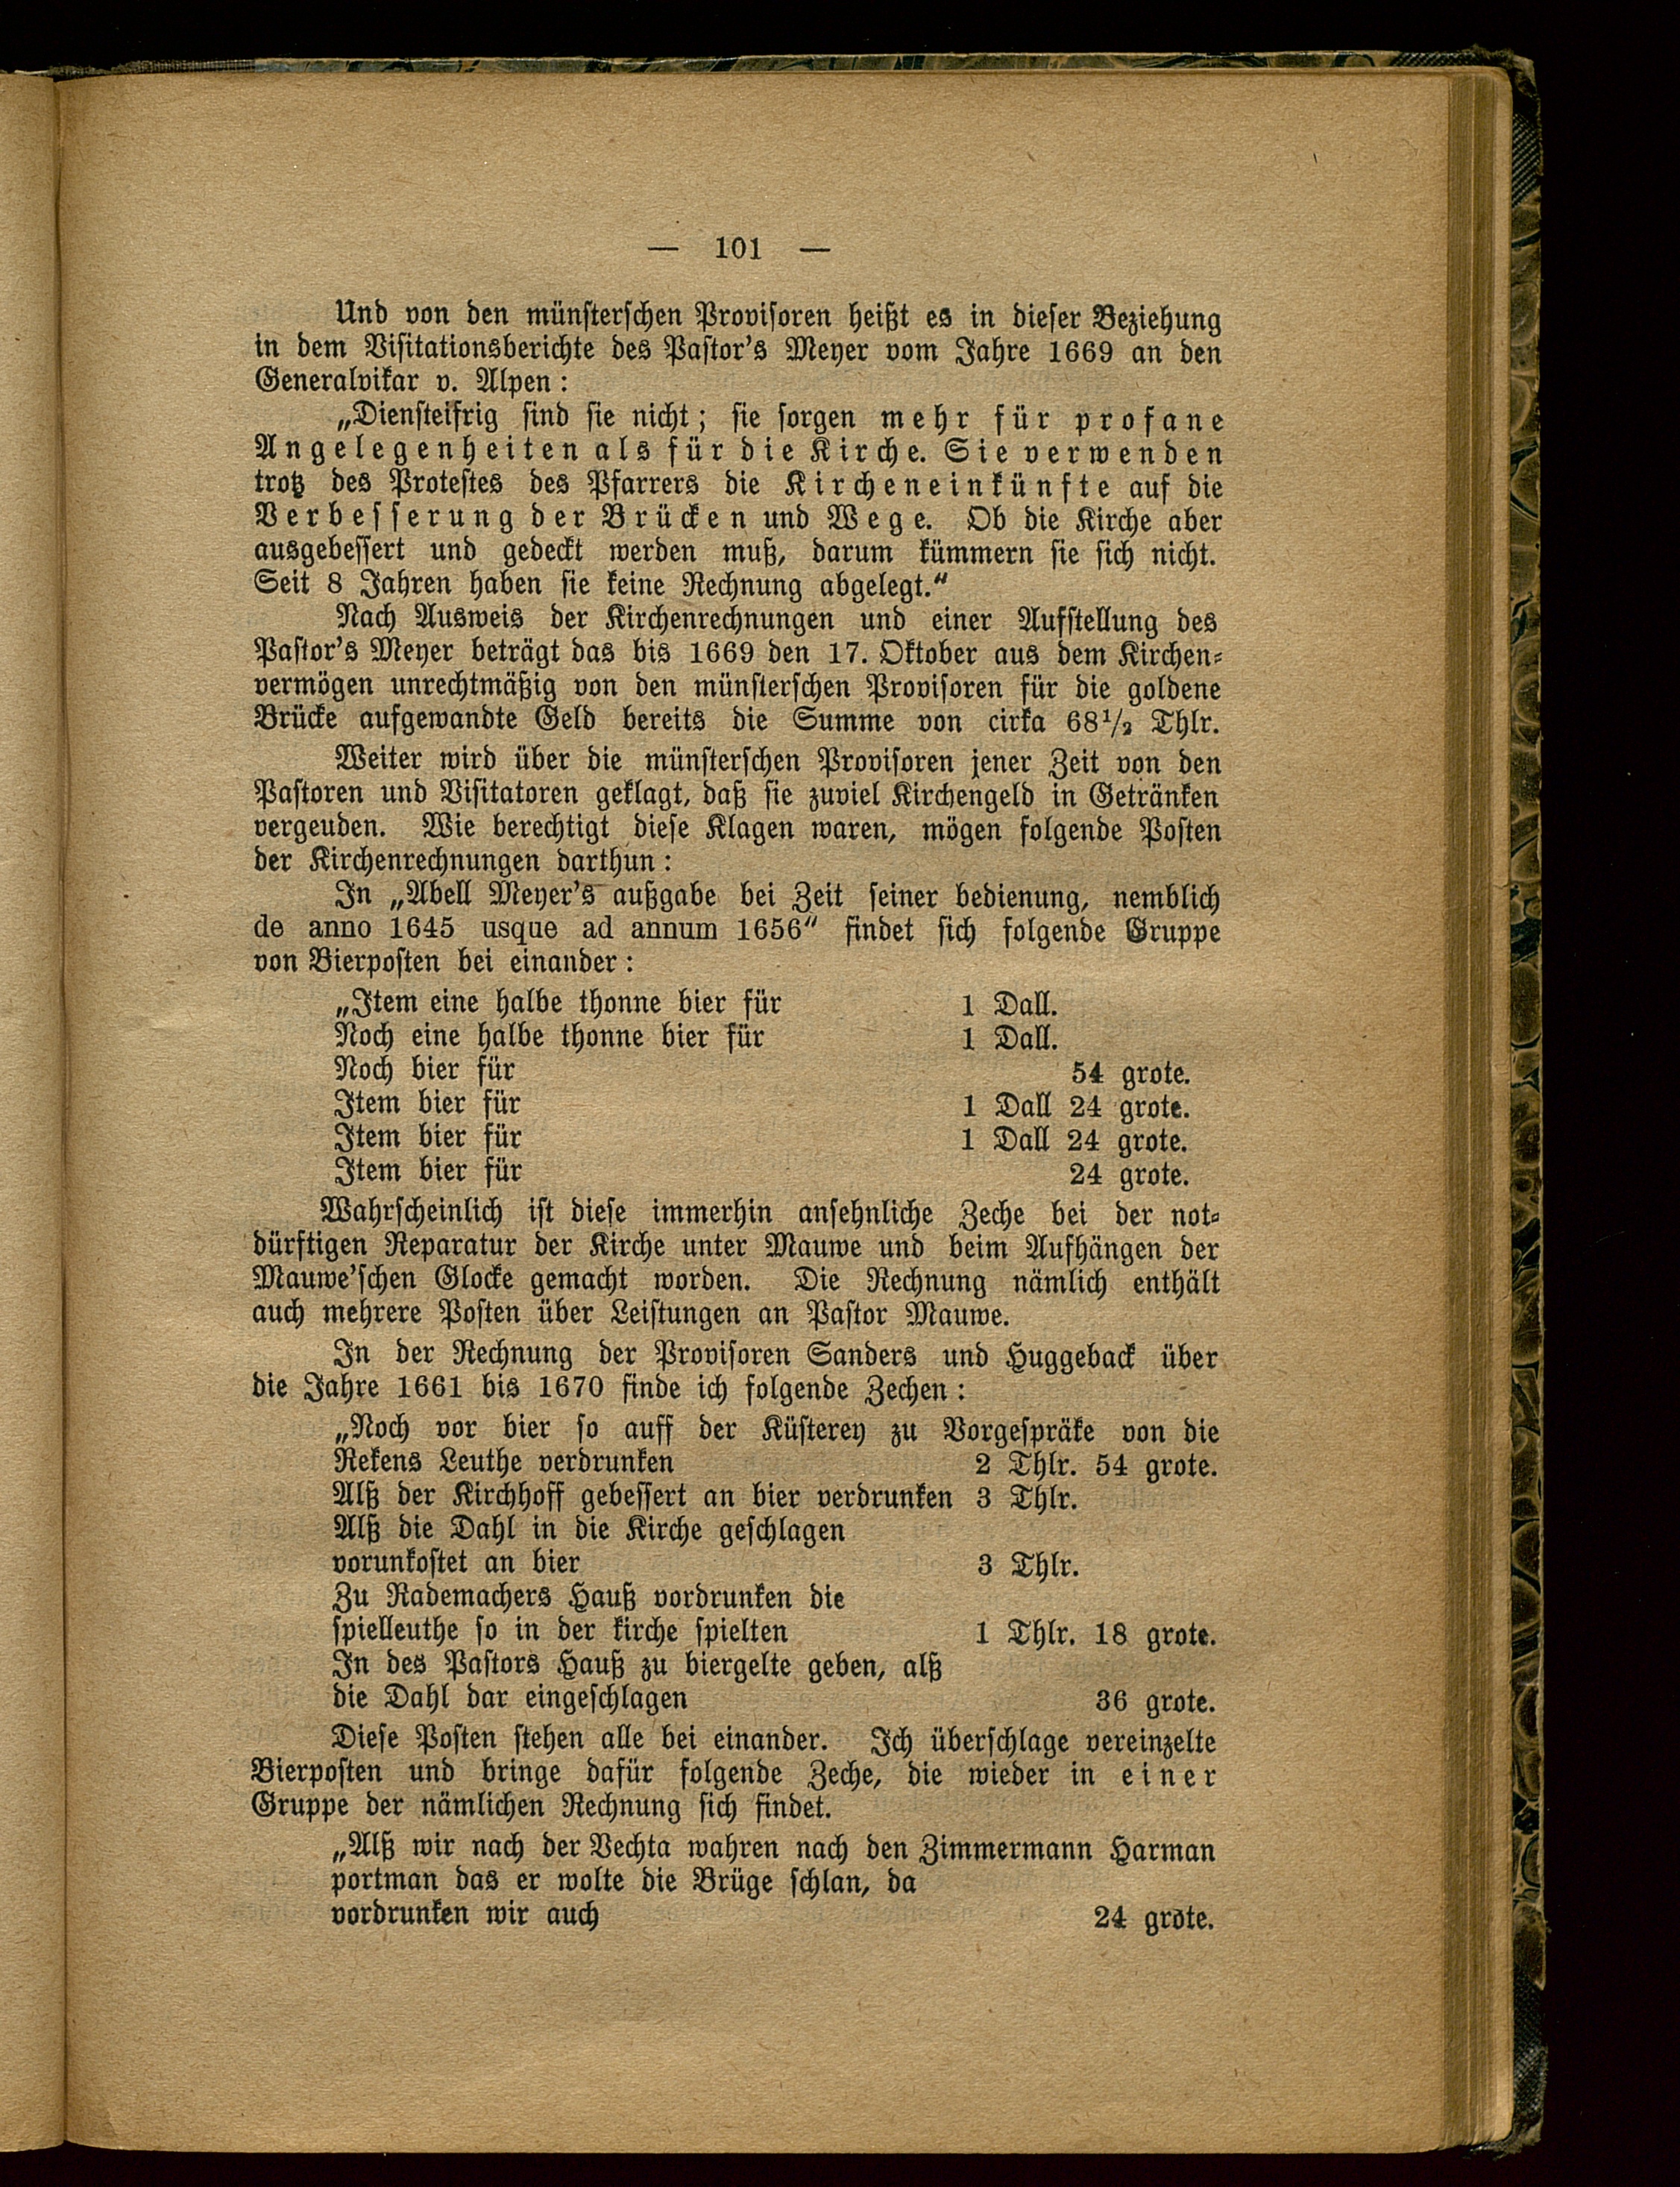 — 101 —
Und von den münsterschen Provisoren heißt es in dieser Beziehung
in dem Visitationsberichte des Pastor's Meyer vom Jahre 1669 an den
Generalvikar v. Alpen:
„Diensteifrig sind sie nicht; sie sorgen mehr für profane
Angelegenheiten als für die Kirche. Sie verwenden
trotz des Protestes des Pfarrers die Kircheneinkünfte auf die
Verbesserung der Brücken und Wege. Ob die Kirche aber
ausgebessert und gedeckt werden muß, darum kümmern sie sich nicht.
Seit 8 Jahren haben sie keine Rechnung abgelegt.“
Nach Ausweis der Kirchenrechnungen und einer Aufstellung des
Pastor's Meyer beträgt das bis 1669 den 17. Oktober aus dem Kirchen-
vermögen unrechtmäßig von den münsterschen Provisoren für die goldene
Brücke aufgewandte Geld bereits die Summe von cirka 68½ Thlr.
Weiter wird über die münsterschen Provisoren jener Zeit von den
Pastoren und Visitatoren geklagt, daß sie zuviel Kirchengeld in Getränken
vergeuden. Wie berechtigt diese Klagen waren, mögen folgende Posten
der Kirchenrechnungen darthun:
In „Abell Meyer's außgabe bei Zeit seiner bedienung, nemblich
de anno 1645 usque ad annum 1656“ findet sich folgende Gruppe
von Bierposten bei einander:
„Item eine halbe thonne bier für 1 Dall.
Noch eine halbe thonne bier für 1 Dall.
Noch bier für 54 grote.
Item bier für 1 Dall 24 grote.
Item bier für 1 Dall 24 grote.
Item bier für 24 grote.
Wahrscheinlich ist diese immerhin ansehnliche Zeche bei der not-
dürftigen Reparatur der Kirche unter Mauwe und beim Aufhängen der
Mauwe'schen Glocke gemacht worden. Die Rechnung nämlich enthält
auch mehrere Posten über Leistungen an Pastor Mauwe.
In der Rechnung der Provisoren Sanders und Huggeback über
die Jahre 1661 bis 1670 finde ich folgende Zechen:
„Noch vor bier so auff der Küsterey zu Vorgespräke von die
Rekens Leuthe verdrunken 2 Thlr. 54 grote.
Alß der Kirchhoff gebessert an bier verdrunken 3 Thlr.
Alß die Dahl in die Kirche geschlagen
vorunkostet an bier 3 Thlr.
Zu Rademachers Hauß vordrunken die
spielleuthe so in der kirche spielten 1 Thlr. 18 grote.
In des Pastors Hauß zu biergelte geben, alß
die Dahl dar eingeschlagen 36 grote.
Diese Posten stehen alle bei einander. Ich überschlage vereinzelte
Bierposten und bringe dafür folgende Zeche, die wieder in einer
Gruppe der nämlichen Rechnung sich findet.
„Alß wir nach der Vechta wahren nach den Zimmermann Harman
portman das er wolte die Brüge schlan, da
vordrunken wir auch 24 grote.